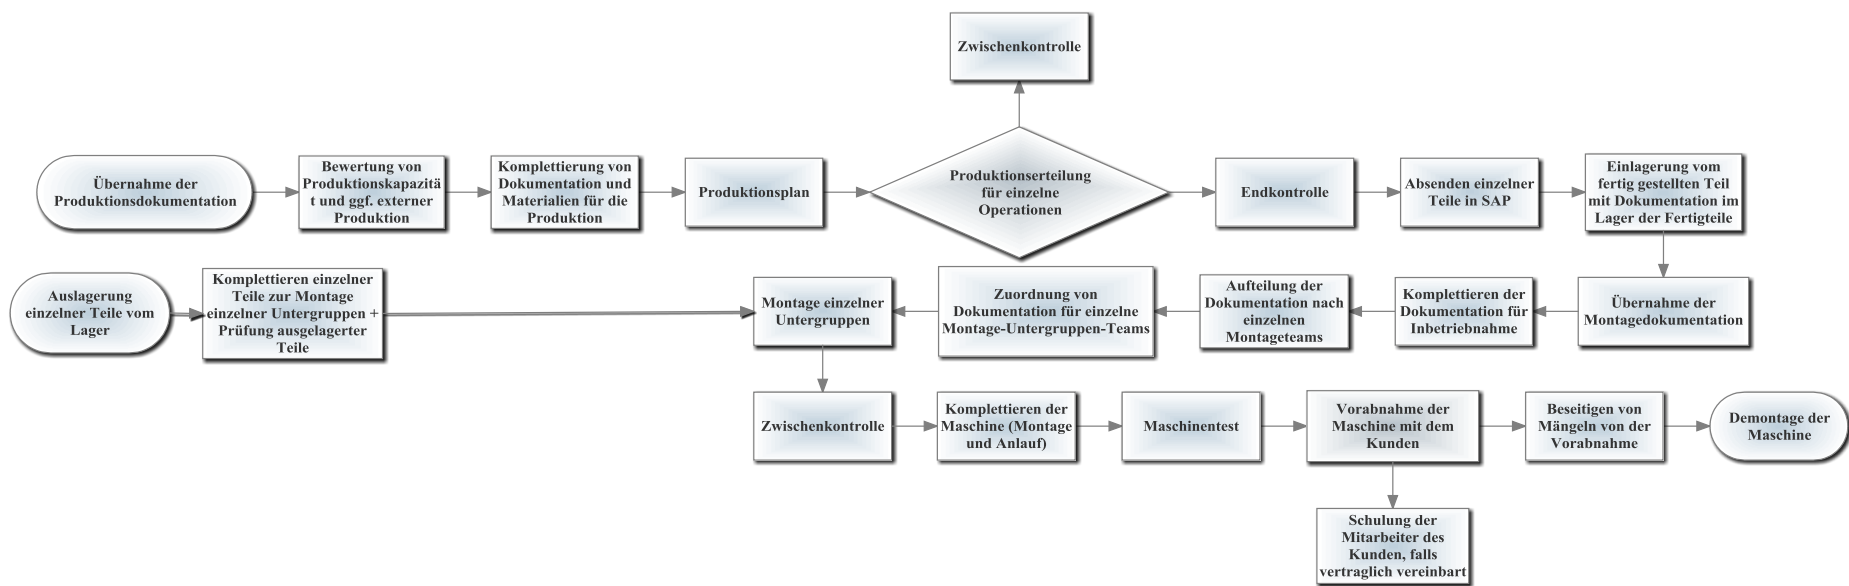 Zwischenkontrolle
Übernahme der
Produktionsdokumentation
Bewertung von
Produktionskapazitä
t und ggf. externer
Produktion
Komplettierung von
Dokumentation und
Materialien für die
Produktion
Produktionsplan
Produktionserteilung
für einzelne
Operationen
Endkontrolle
Absenden einzelner
Teile in SAP
Einlagerung vom
fertig gestellten Teil
mit Dokumentation im
Lager der Fertigteile
Auslagerung
einzelner Teile vom
Lager
Komplettieren einzelner
Teile zur Montage
einzelner Untergruppen +
Prüfung ausgelagerter
Teile
Montage einzelner
Untergruppen
Zuordnung von
Dokumentation für einzelne
Montage-Untergruppen-Teams
Aufteilung der
Dokumentation nach
einzelnen
Montageteams
Komplettieren der
Dokumentation für
Inbetriebnahme
Übernahme der
Montagedokumentation
Zwischenkontrolle
Komplettieren der
Maschine (Montage
und Anlauf)
Maschinentest
Vorabnahme der
Maschine mit dem
Kunden
Beseitigen von
Mängeln von der
Vorabnahme
Demontage der
Maschine
Schulung der
Mitarbeiter des
Kunden, falls
vertraglich vereinbart